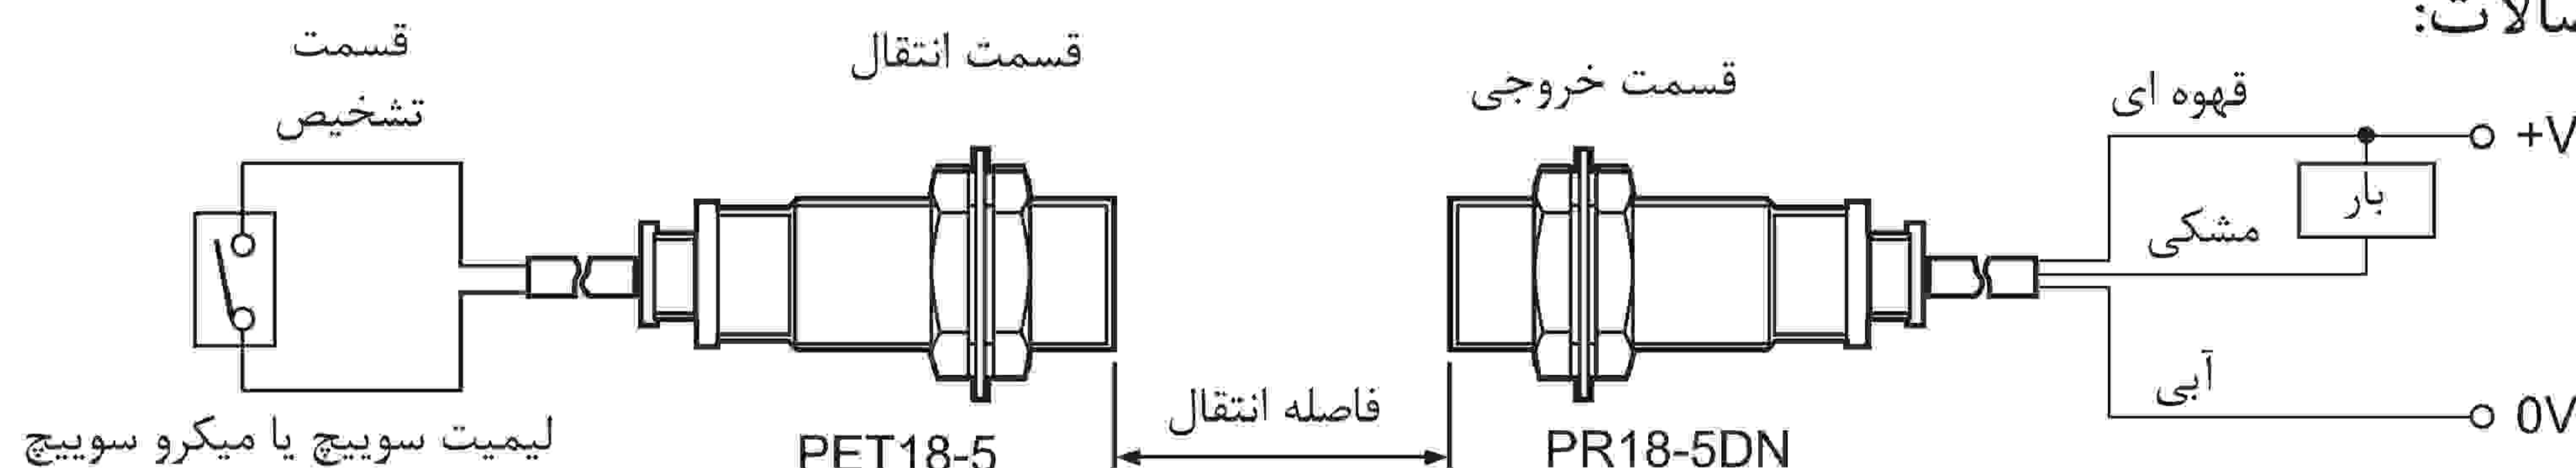 قسمت
تشخیص
لیمیت سوییچ یا میکرو سوییچ
قسمت انتقال
PET18-5
فاصله انتقال
قسمت خروجی
PR18-5DN
قهوه ای
+V
بار
مشکی
آبی
0V